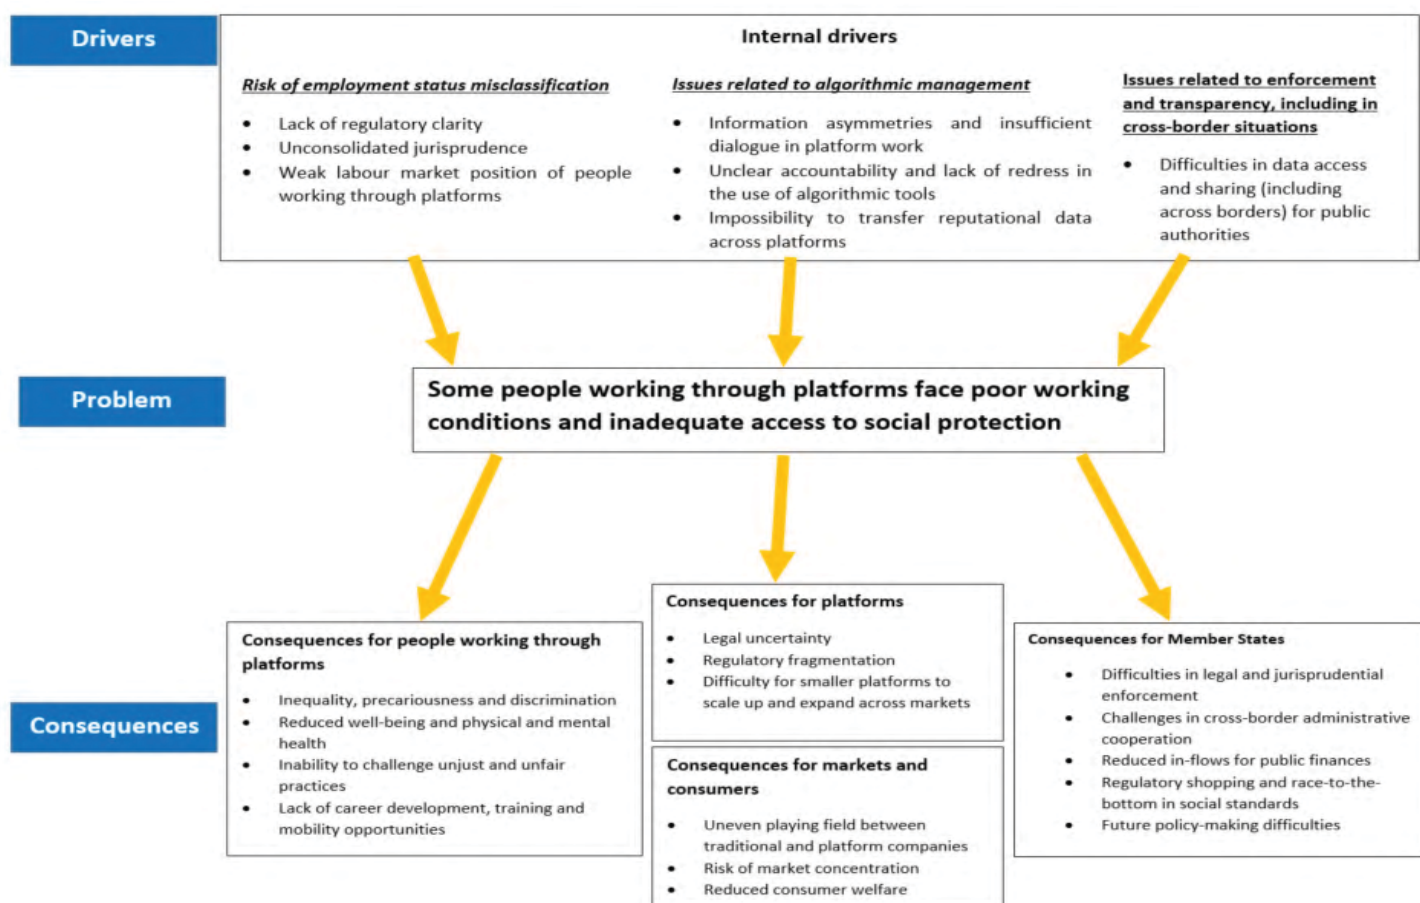 Drivers
Internal drivers
Risk of employment status misclassification
• Lack of regulatory clarity
• Unconsolidated jurisprudence
• Weak labour market position of people
working through platforms
Issues related to algorithmic management
• Information asymmetries and insufficient
dialogue in platform work
• Unclear accountability and lack of redress in
the use of algorithmic tools
• Impossibility to transfer reputational data
across platforms
Issues related to enforcement
and transparency, including in
cross-border situations
• Difficulties in data access
and sharing (including
across borders) for public
authorities
Problem
Some people working through platforms face poor working
conditions and inadequate access to social protection
Consequences
Consequences for people working through
platforms
• Inequality, precariousness and discrimination
• Reduced well-being and physical and mental
health
• Inability to challenge unjust and unfair
practices
• Lack of career development, training and
mobility opportunities
Consequences for platforms
• Legal uncertainty
• Regulatory fragmentation
• Difficulty for smaller platforms to
scale up and expand across markets
Consequences for markets and
consumers
• Uneven playing field between
traditional and platform companies
• Risk of market concentration
• Reduced consumer welfare
Consequences for Member States
• Difficulties in legal and jurisprudential
enforcement
• Challenges in cross-border administrative
cooperation
• Reduced in-flows for public finances
• Regulatory shopping and race-to-the-
bottom in social standards
• Future policy-making difficulties